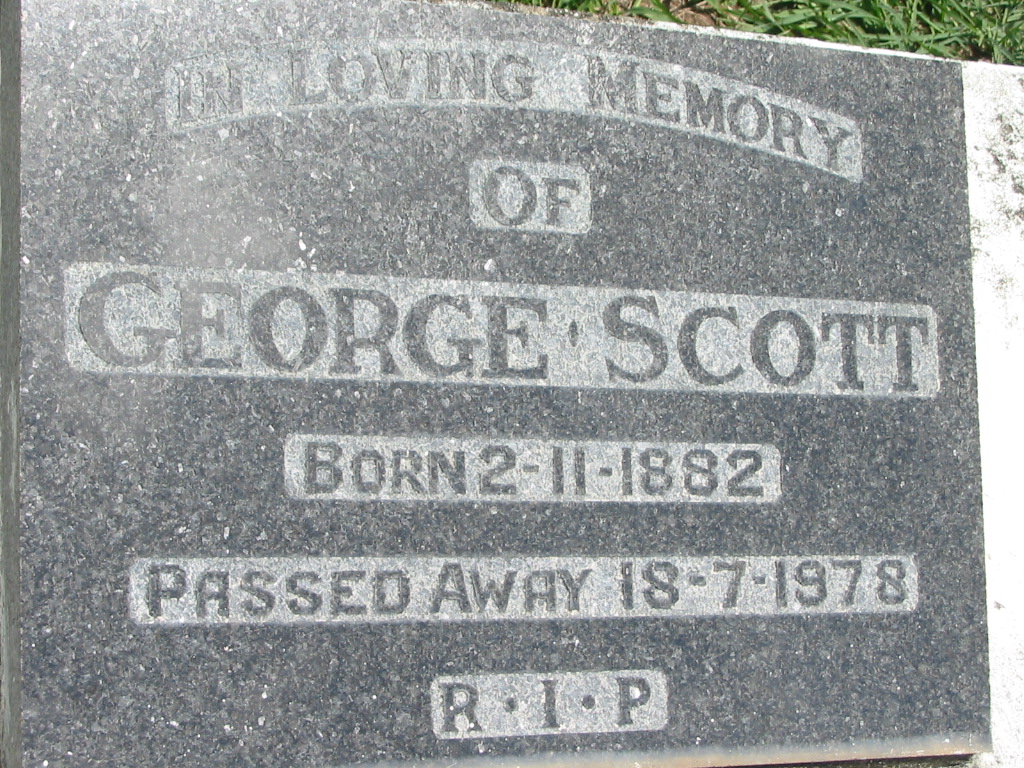 IN LOVING MEMORY
OF
GEORGE SCOTT
BORN 2-11-1882
PASSED AWAY 18-7-1978
R·I·P